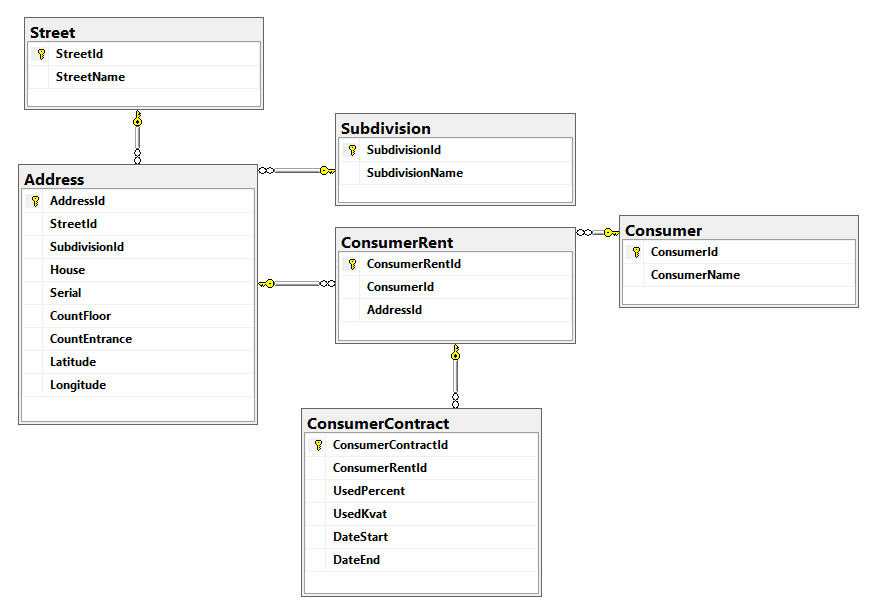 Street
StreetId
StreetName
Subdivision
SubdivisionId
SubdivisionName
Address
AddressId
StreetId
SubdivisionId
House
Serial
CountFloor
CountEntrance
Latitude
Longitude
ConsumerRent
ConsumerRentId
ConsumerId
AddressId
Consumer
ConsumerId
ConsumerName
ConsumerContract
ConsumerContractId
ConsumerRentId
UsedPercent
UsedKvat
DateStart
DateEnd